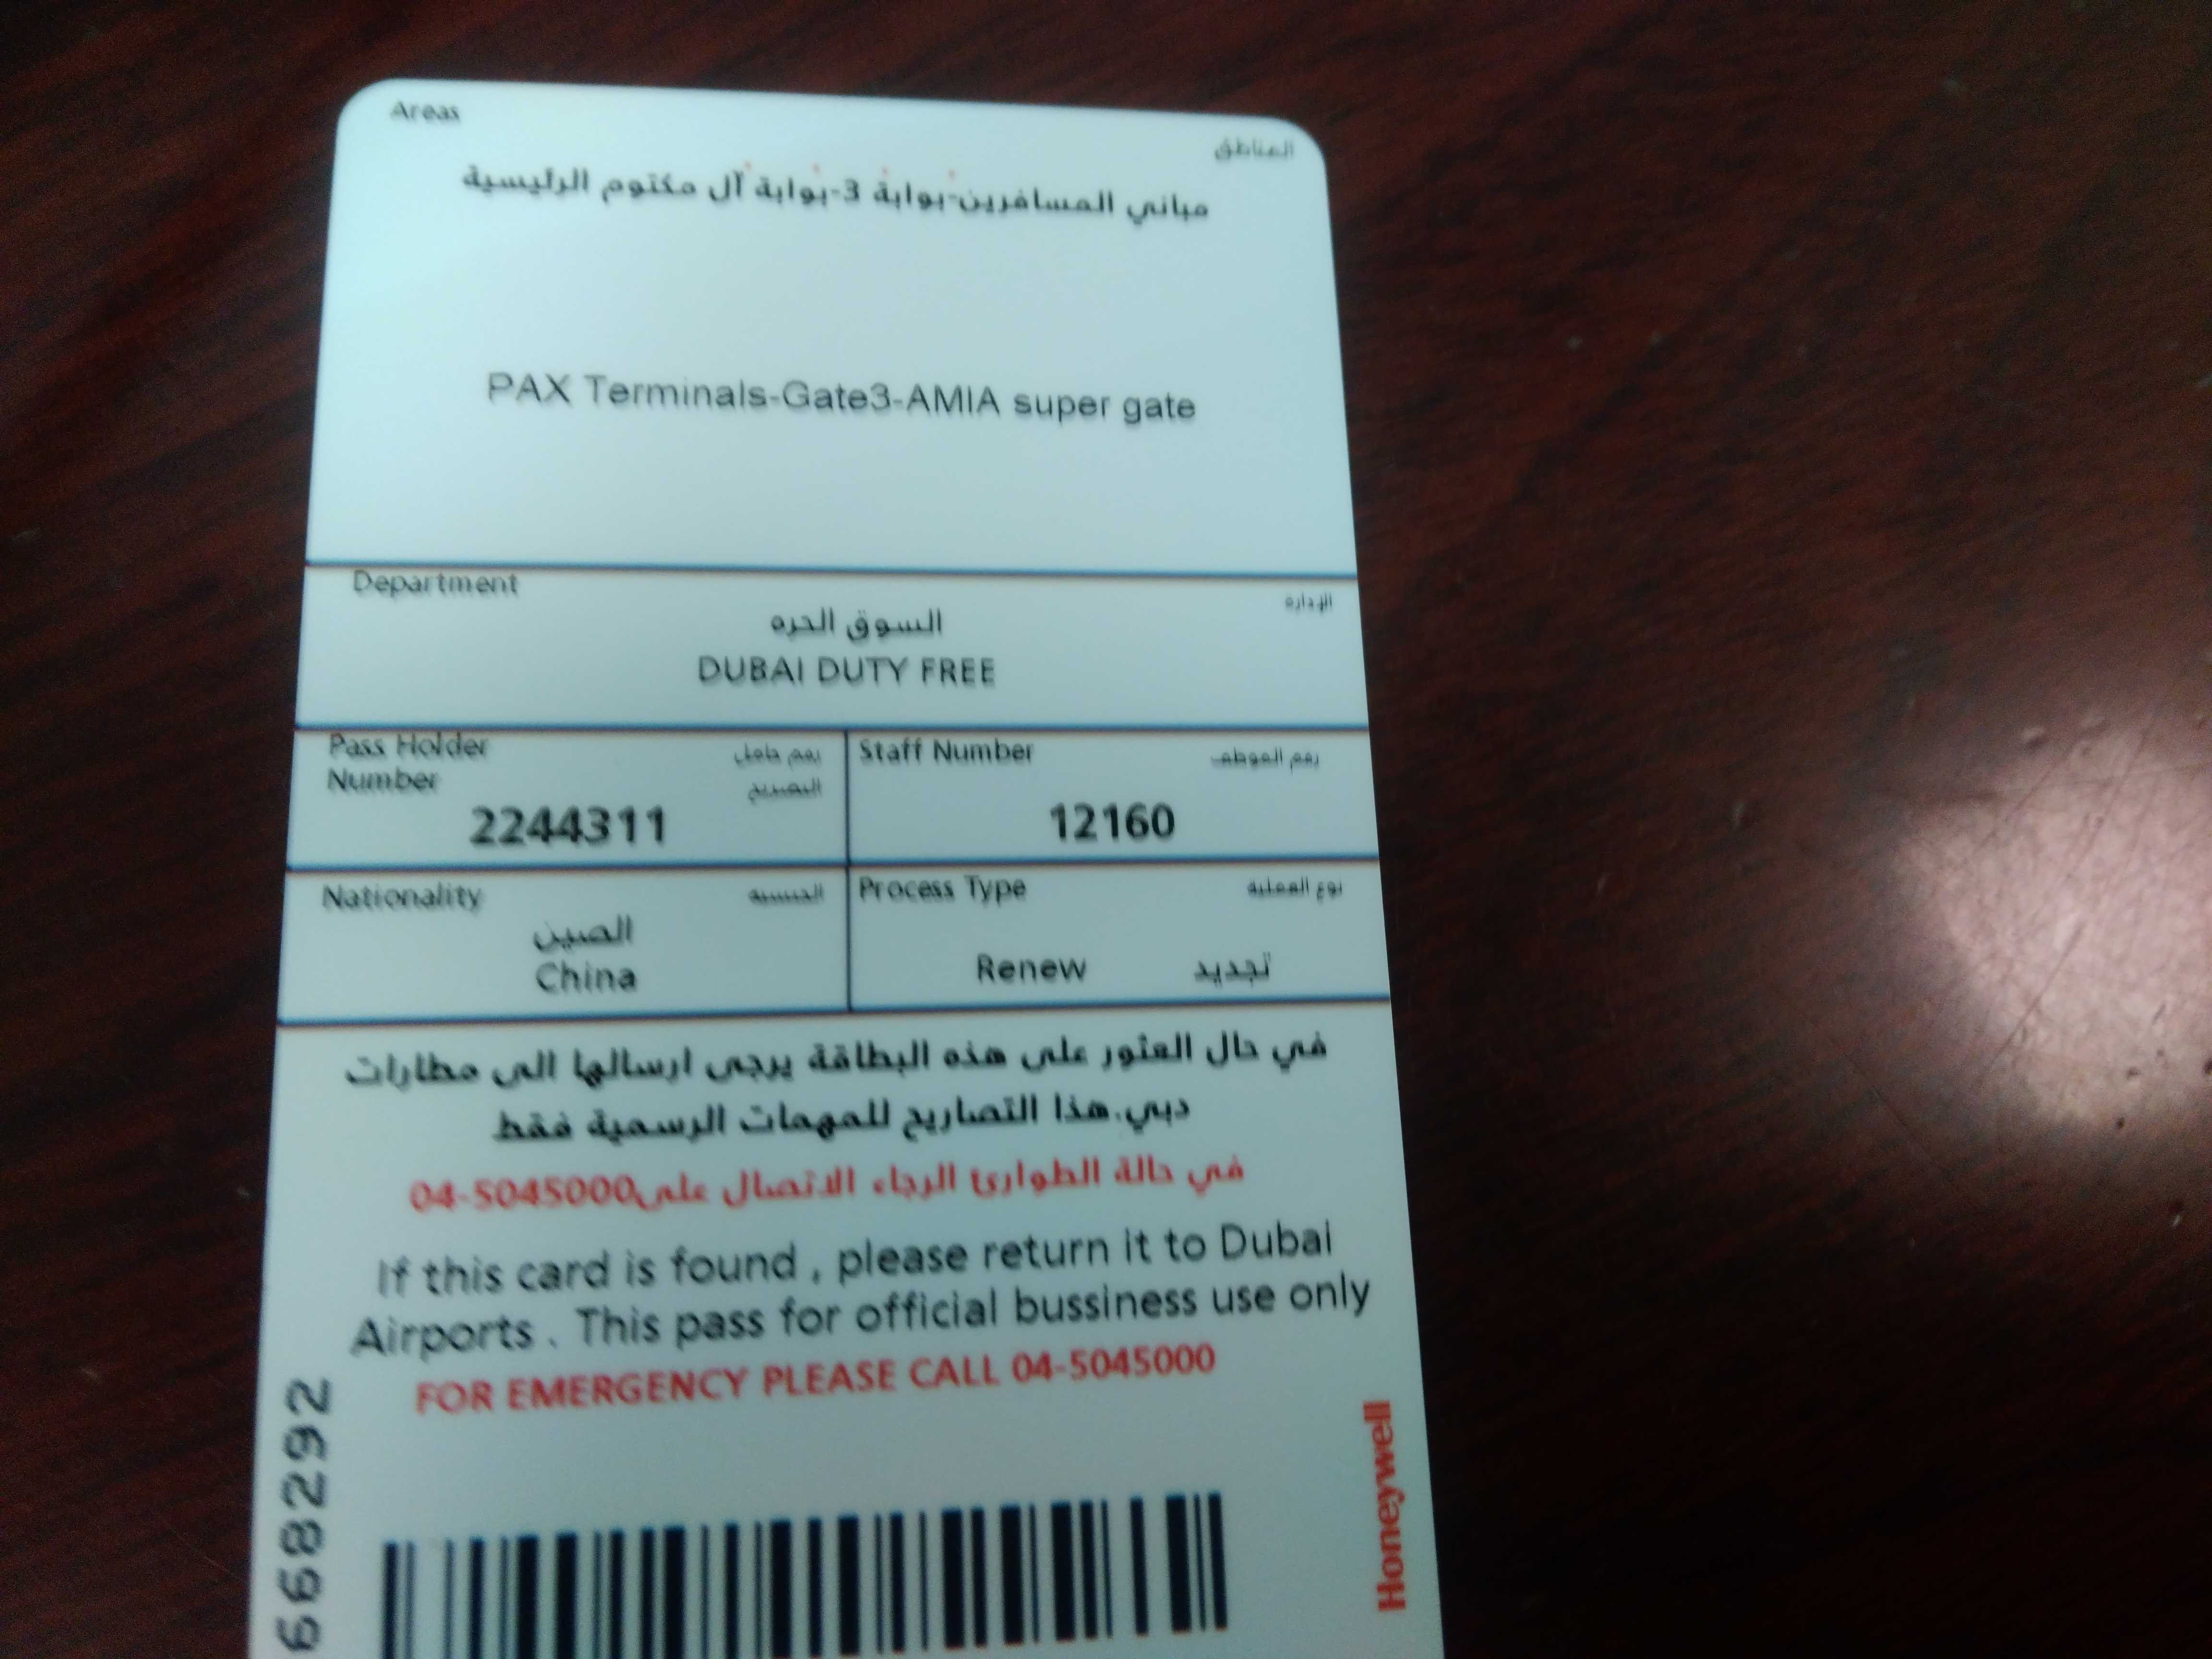 Areas
المناطق
مباني المسافرين-بوابة 3-بوابة آل مكتوم الرئيسية
PAX Terminals-Gate3-AMIA super gate
Department
الإدارة
السوق الحره
DUBAI DUTY FREE
Pass Holder Number
رقم حامل التصريح
2244311
Staff Number
رقم الموظف
12160
Nationality
الجنسية
الصين
China
Process Type
نوع العملية
Renew تجديد
في حال العثور على هذه البطاقة يرجى ارسالها الى مطارات
دبي.هذا التصاريح للمهمات الرسمية فقط
في حالة الطوارئ الرجاء الاتصال على04-5045000
If this card is found , please return it to Dubai
Airports . This pass for official bussiness use only
FOR EMERGENCY PLEASE CALL 04-5045000
668292
Honeywell